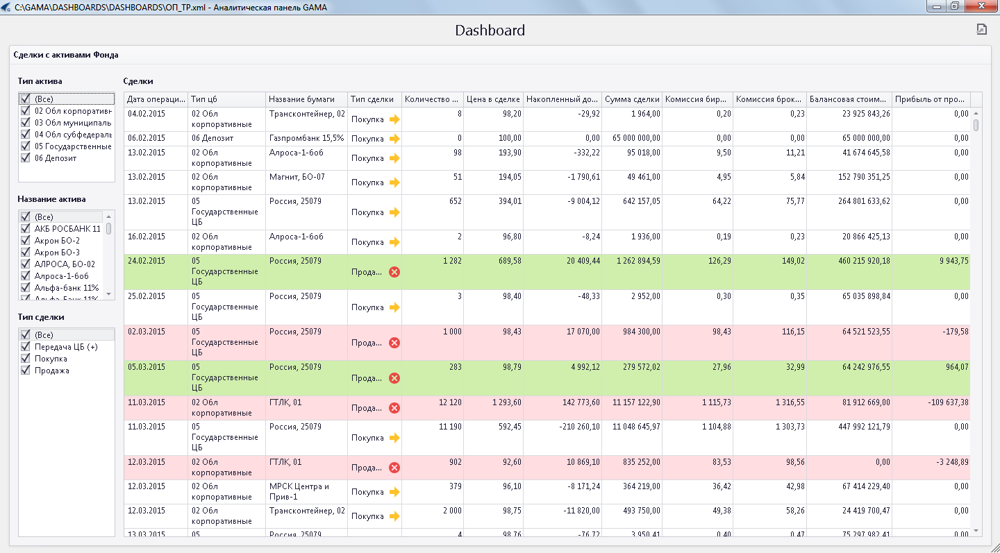 C:\GAMA\DASHBOARDS\DASHBOARDS\ОП_ТР.xml - Аналитическая панель GAMA
Dashboard
Сделки с активами Фонда
Тип актива
(Все)
02 Обл корпоративн
03 Обл муниципаль
04 Обл субфедераль
05 Государственные
06 Депозит
Название актива
(Все)
АКБ РОСБАНК 11
Акрон БО-2
Акрон БО-3
АЛРОСА, БО-02
Алроса-1-боб
Альфа-банк 11%
Альфа-Банк 11%
Тип сделки
(Все)
Передача ЦБ (+)
Покупка
Продажа
Сделки
Дата операци... Тип цб Название бумаги Тип сделки Количество ... Цена в сделке Накопленный до... Сумма сделки Комиссия бир... Комиссия брок... Балансовая стоим... Прибыль от про...
04.02.2015 02 Обл Трансконтейнер, 02 Покупка 8 98,20 -29,92 1 964,00 0,20 0,23 23 925 843,26 0,00
корпоративные
06.02.2015 06 Депозит Газпромбанк 15,5% Покупка 0 100,00 0,00 65 000 000,00 0,00 0,00 65 000 000,00 0,00
13.02.2015 02 Обл Алроса-1-боб Покупка 98 193,90 -332,22 95 018,00 9,50 11,21 41 674 645,58 0,00
корпоративные
13.02.2015 02 Обл Магнит, БО-07 Покупка 51 194,05 -1 790,61 49 461,00 4,95 5,84 152 790 351,25 0,00
корпоративные
13.02.2015 05 Россия, 25079 Покупка 652 394,01 -9 004,12 642 157,05 64,22 75,77 264 801 633,62 0,00
Государственные
ЦБ
16.02.2015 02 Обл Алроса-1-боб Покупка 2 96,80 -8,24 1 936,00 0,19 0,23 20 866 425,13 0,00
корпоративные
24.02.2015 05 Россия, 25079 Прода... 1 282 689,58 20 409,44 1 262 894,59 126,29 149,02 460 215 920,18 9 943,75
Государственные
ЦБ
25.02.2015 05 Россия, 25079 Покупка 3 98,40 -48,33 2 952,00 0,30 0,35 65 035 898,84 0,00
Государственные
ЦБ
02.03.2015 05 Россия, 25079 Прода... 1 000 98,43 17 070,00 984 300,00 98,43 116,15 64 521 523,55 -179,58
Государственные
ЦБ
05.03.2015 05 Россия, 25079 Прода... 283 98,79 4 992,12 279 572,02 27,96 32,99 64 242 976,55 964,07
Государственные
ЦБ
11.03.2015 02 Обл ГТЛК, 01 Прода... 12 120 1 293,60 142 773,60 11 157 122,90 1 115,73 1 316,55 81 912 669,00 -109 637,38
корпоративные
11.03.2015 05 Россия, 25079 Покупка 11 190 592,45 -210 260,10 11 048 645,97 1 104,88 1 303,73 447 992 121,79 0,00
Государственные
ЦБ
12.03.2015 02 Обл ГТЛК, 01 Прода... 902 92,60 10 869,10 835 252,00 83,53 98,56 0,00 -3 248,89
корпоративные
12.03.2015 02 Обл МРСК Центра и Покупка 379 96,10 -8 171,24 364 219,00 36,42 42,98 67 414 229,40 0,00
корпоративные Прив-1
12.03.2015 02 Обл Трансконтейнер, 02 Покупка 2 000 98,75 -11 820,00 493 750,00 49,38 58,26 24 419 700,47 0,00
корпоративные
13.03.2015 05 Россия, 25079 4 98,76 -76,72 3 950,41 0,40 0,47 75 297 982,41 0,00